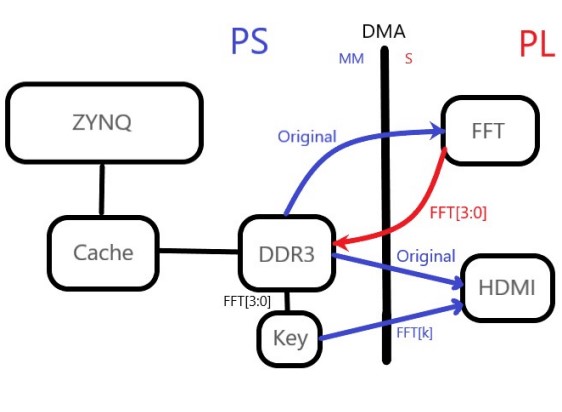 DMA
PS
PL
MM
S
ZYNQ
Original
FFT
FFT[3:0]
Cache
DDR3
Original
HDMI
FFT[3:0]
Key
FFT[k]